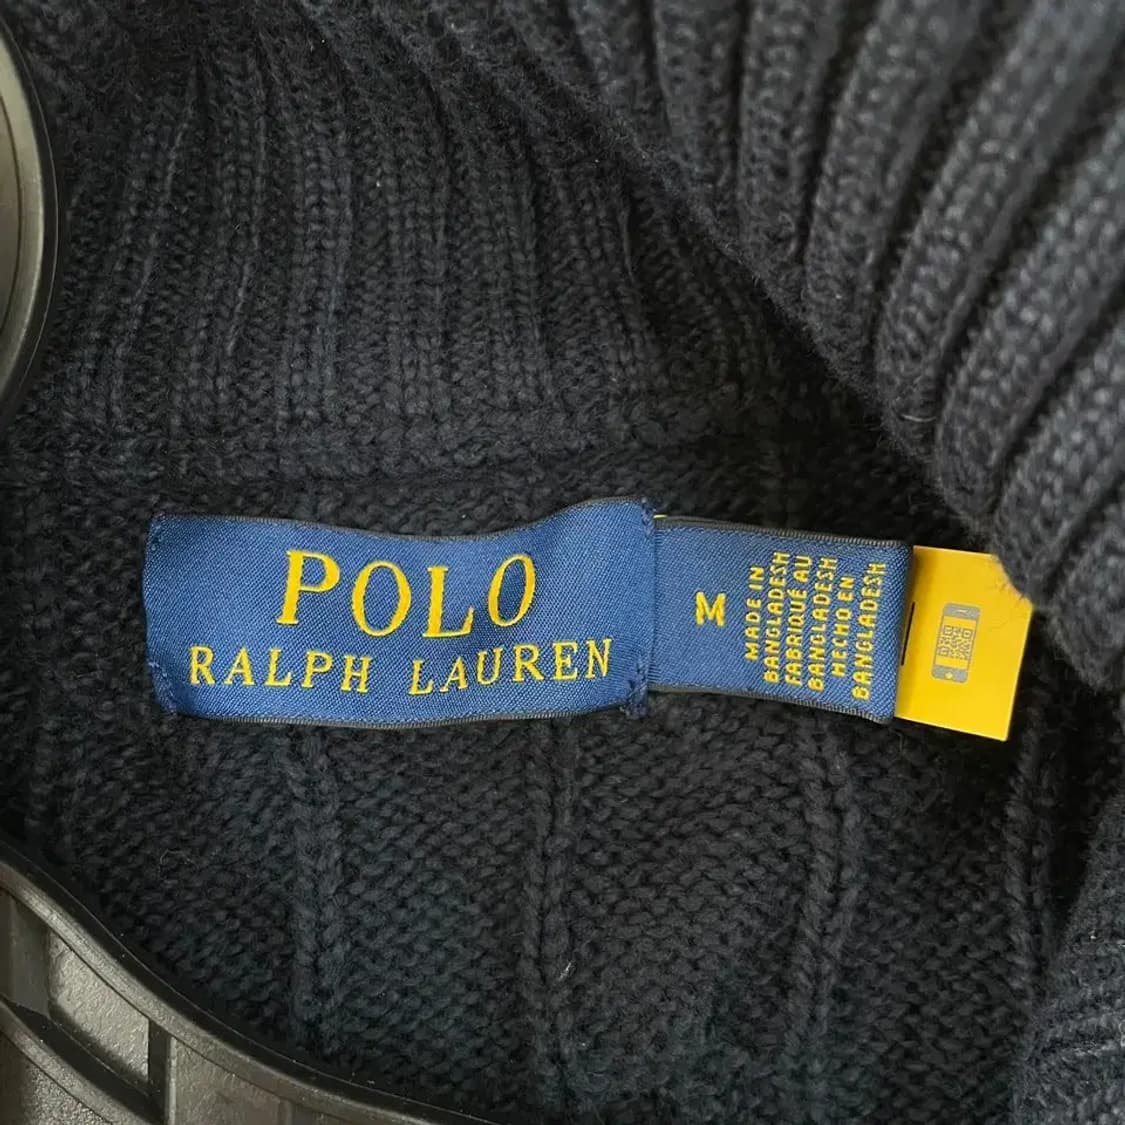 POLO
RALPH LAUREN
M
MADE IN
BANGLADESH
FABRIQUÉ AU
BANGLADESH
HECHO EN
BANGLADESH